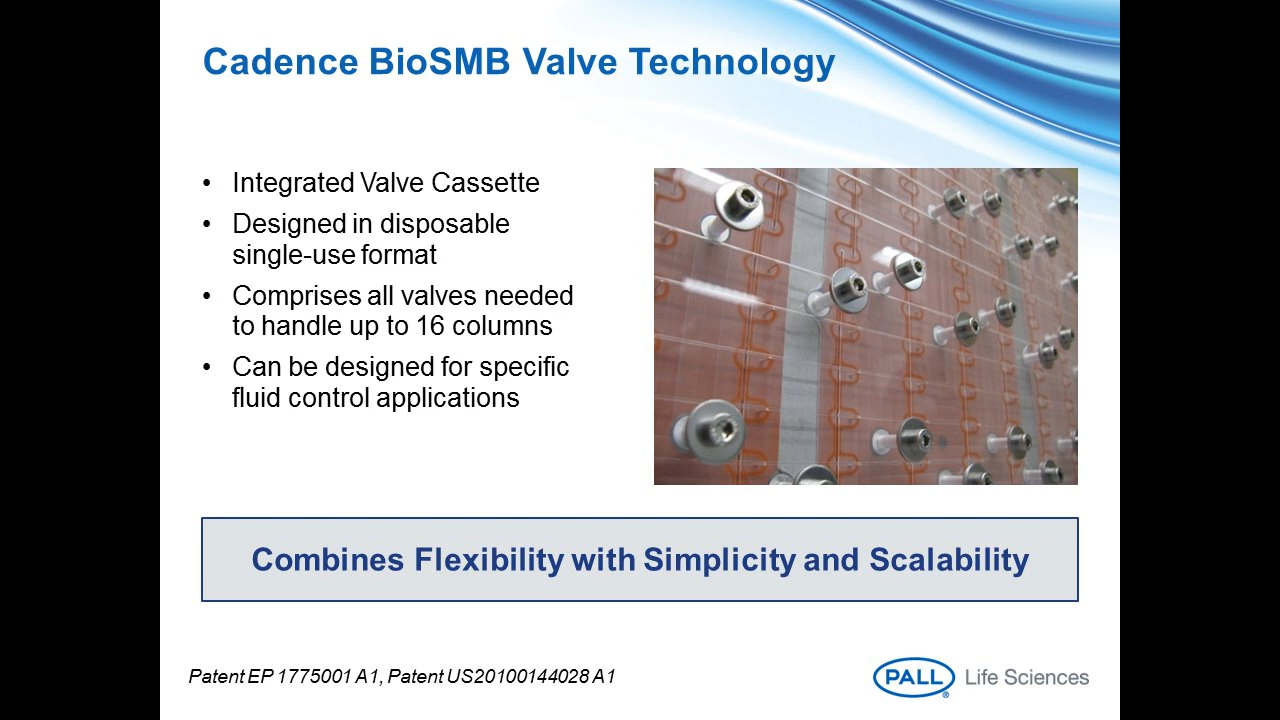 Cadence BioSMB Valve Technology
• Integrated Valve Cassette
• Designed in disposable
single-use format
• Comprises all valves needed
to handle up to 16 columns
• Can be designed for specific
fluid control applications
Combines Flexibility with Simplicity and Scalability
Patent EP 1775001 A1, Patent US20100144028 A1
PALL® Life Sciences